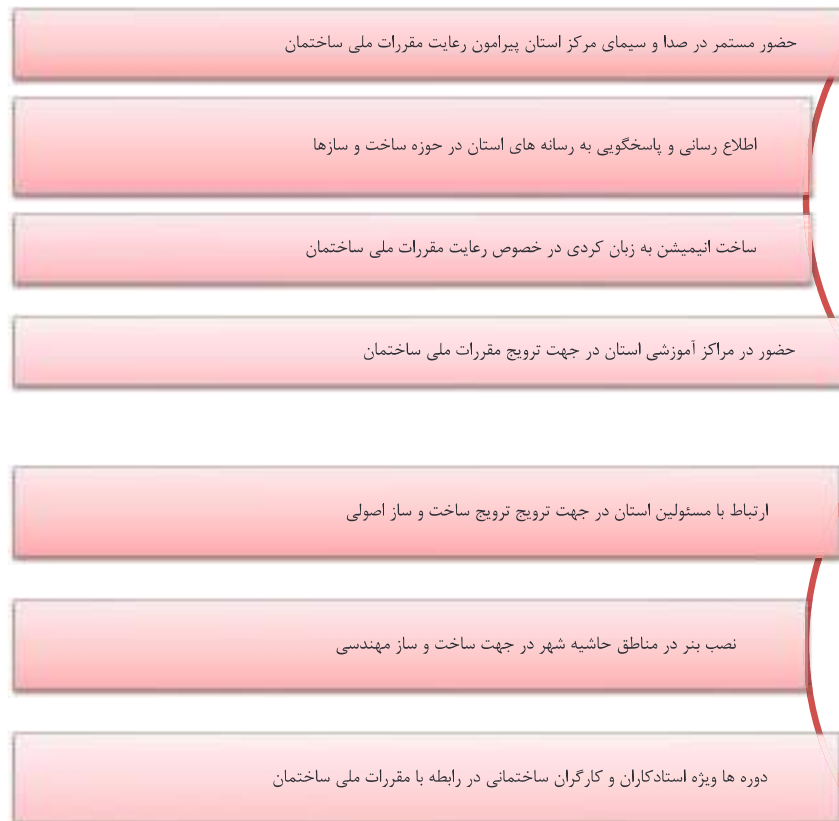 حضور مستمر در صدا و سیمای مرکز استان پیرامون رعایت مقررات ملی ساختمان
اطلاع رسانی و پاسخگویی به رسانه های استان در حوزه ساخت و سازها
ساخت انیمیشن به زبان کردی در خصوص رعایت مقررات ملی ساختمان
حضور در مراکز آموزشی استان در جهت ترویج مقررات ملی ساختمان
ارتباط با مسئولین استان در جهت ترویج ترویج ساخت و ساز اصولی
نصب بنر در مناطق حاشیه شهر در جهت ساخت و ساز مهندسی
دوره ها ویژه استادکاران و کارگران ساختمانی در رابطه با مقررات ملی ساختمان